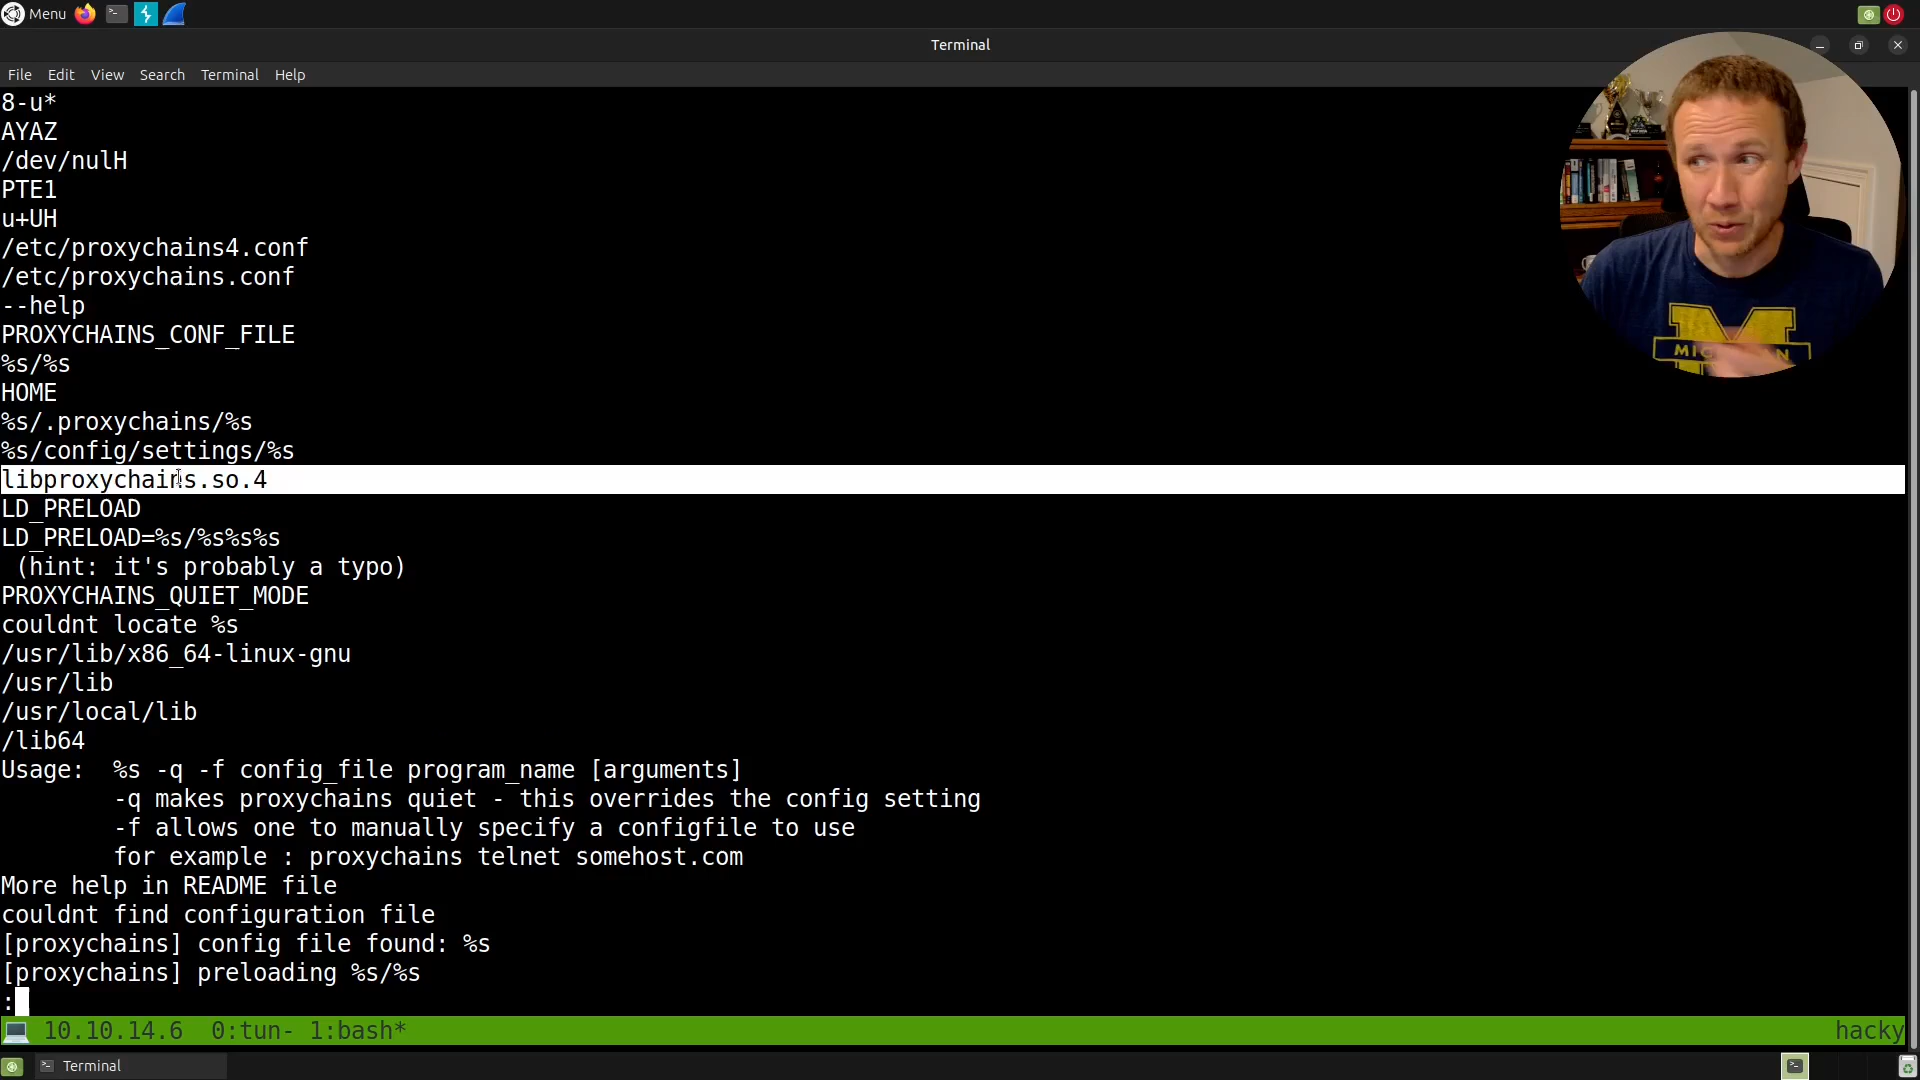 Menu
Terminal
File Edit View Search Terminal Help
8-u*
AYAZ
/dev/nulH
PTE1
u+UH
/etc/proxychains4.conf
/etc/proxychains.conf
--help
PROXYCHAINS_CONF_FILE
%s/%s
HOME
%s/.proxychains/%s
%s/config/settings/%s
libproxychains.so.4
LD_PRELOAD
LD_PRELOAD=%s/%s%s%s
(hint: it's probably a typo)
PROXYCHAINS_QUIET_MODE
couldnt locate %s
/usr/lib/x86_64-linux-gnu
/usr/lib
/usr/local/lib
/lib64
Usage: %s -q -f config_file program_name [arguments]
-q makes proxychains quiet - this overrides the config setting
-f allows one to manually specify a configfile to use
for example : proxychains telnet somehost.com
More help in README file
couldnt find configuration file
[proxychains] config file found: %s
[proxychains] preloading %s/%s
:
10.10.14.6 0:tun- 1:bash* hacky
Terminal